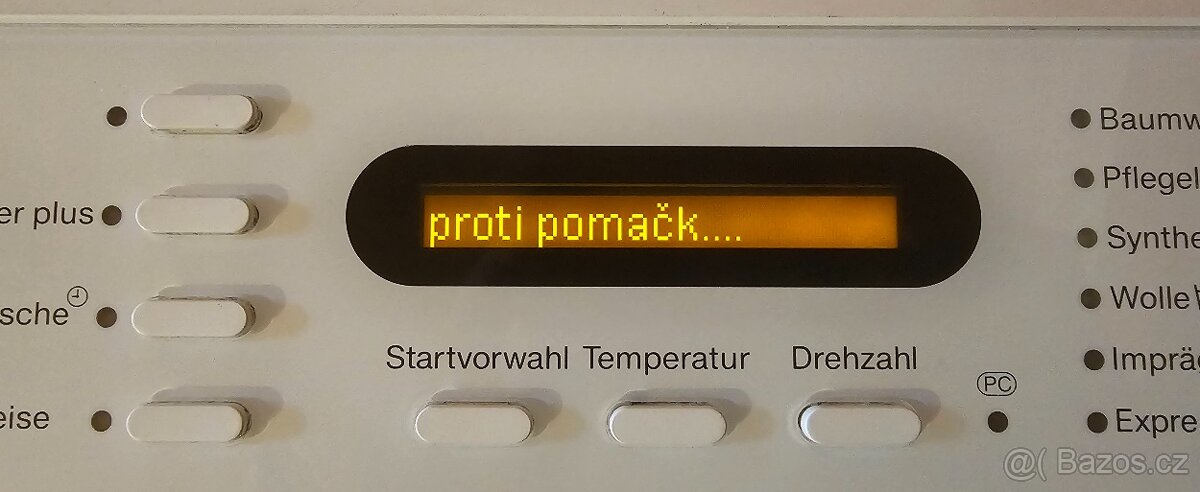 er plus
sche
eise
proti pomačk....
Startvorwahl Temperatur Drehzahl
PC
Baumw
Pflegel
Synthe
Wolle
Imprä
Expre
@( Bazos.cz